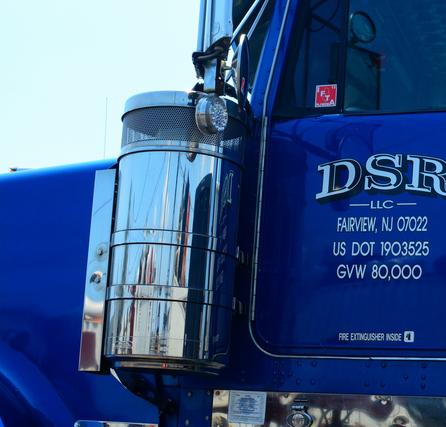 DSR
LLC
FAIRVIEW, NJ 07022
US DOT 1903525
GVW 80,000
FIRE EXTINGUISHER INSIDE